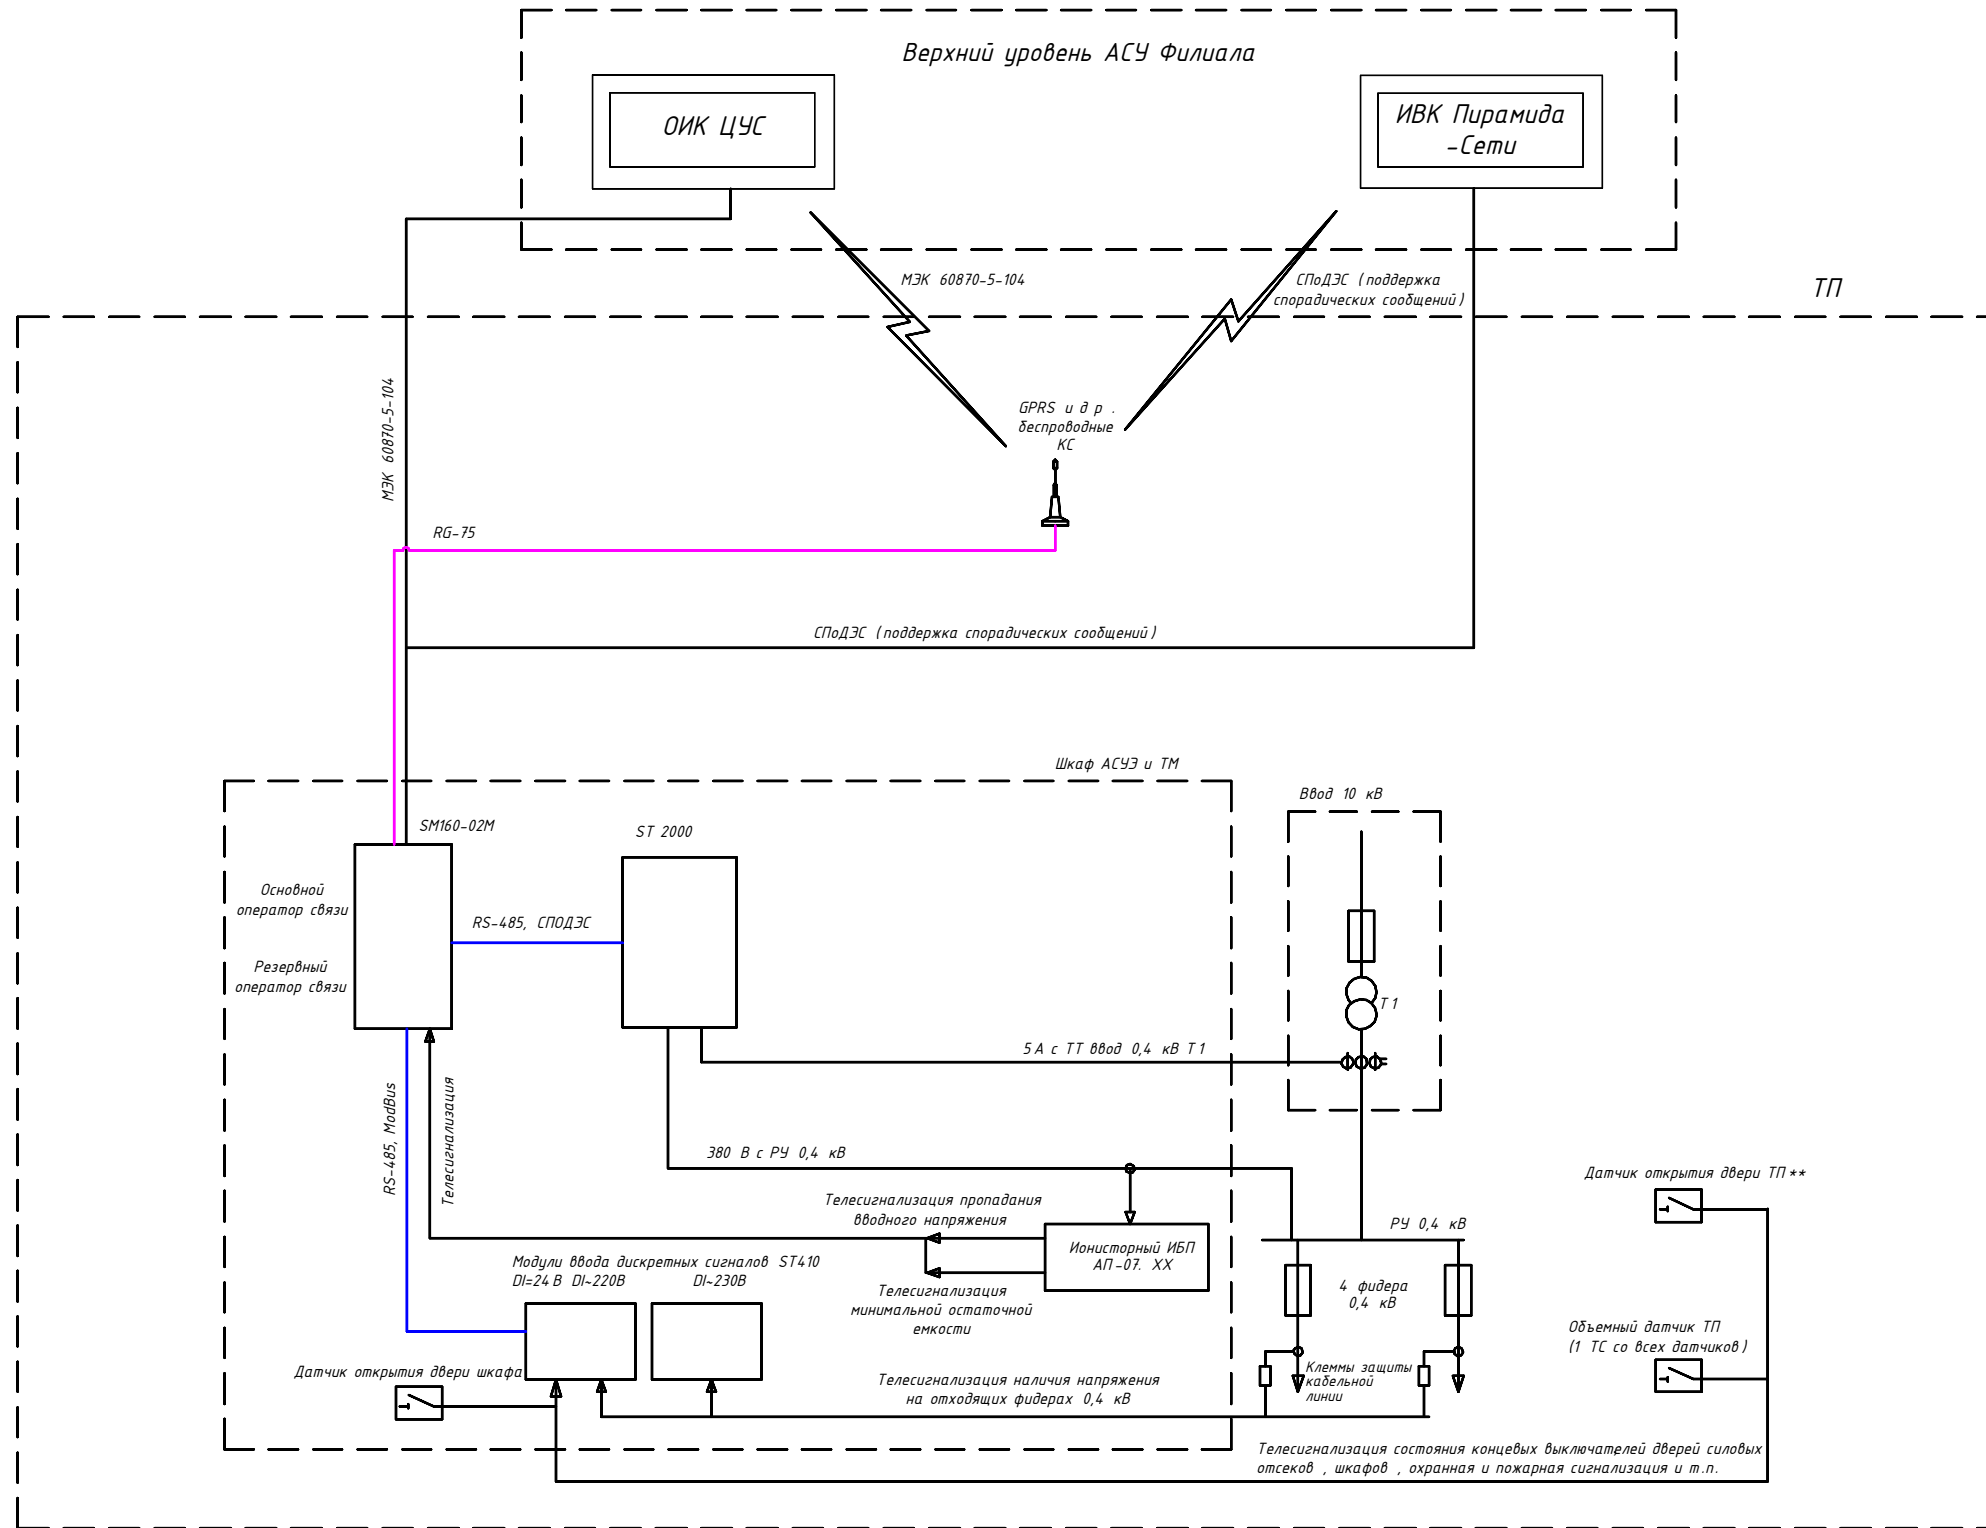 Верхний уровень АСУ Филиала
ОИК ЦУС
ИВК Пирамида
-Сети
МЭК 60870-5-104
СПоДЭС (поддержка
спорадических сообщений)
ТП
МЭК 60870-5-104
GPRS и др.
беспроводные
КС
RG-75
СПоДЭС (поддержка спорадических сообщений)
Шкаф АСУЭ и ТМ
Ввод 10 кВ
SM160-02M
ST 2000
Основной
оператор связи
RS-485, СПОДЭС
Резервный
оператор связи
Т1
5А с ТТ ввод 0,4 кВ Т1
RS-485, ModBus
Телесигнализация
380 В с РУ 0,4 кВ
Датчик открытия двери ТП**
Телесигнализация пропадания
вводного напряжения
РУ 0,4 кВ
Ионисторный ИБП
АП-07. ХХ
Модули ввода дискретных сигналов ST410
DI=24В DI~220В
DI~230В
4 фидера
0,4 кВ
Телесигнализация
минимальной остаточной
емкости
Объемный датчик ТП
(1 ТС со всех датчиков)
Датчик открытия двери шкафа
Клеммы защиты
кабельной
линии
Телесигнализация наличия напряжения
на отходящих фидерах 0,4 кВ
Телесигнализация состояния концевых выключателей дверей силовых
отсеков , шкафов , охранная и пожарная сигнализация и т.п.